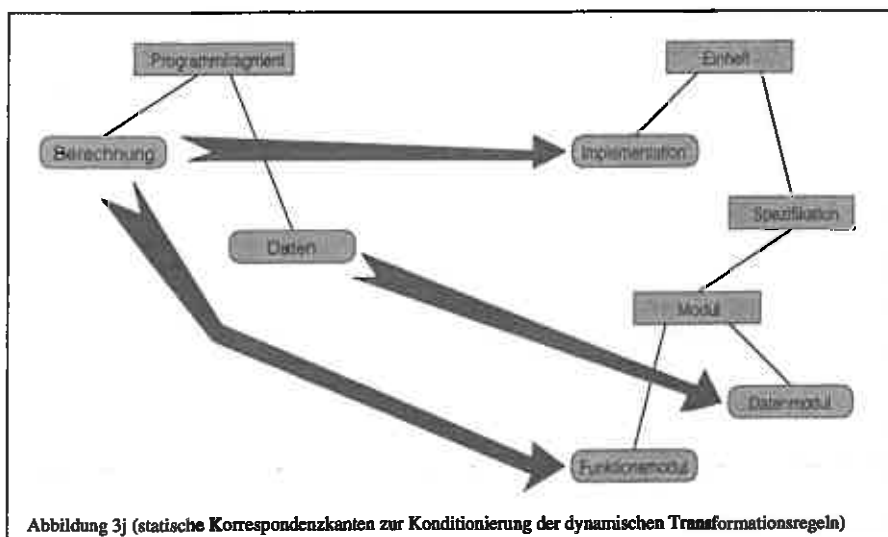 Programmfragment
Einheit
Berechnung
Implementation
Spezifikation
Daten
Modul
Datenmodul
Funktionsmodul
Abbildung 3j (statische Korrespondenzkanten zur Konditionierung der dynamischen Transformationsregeln)